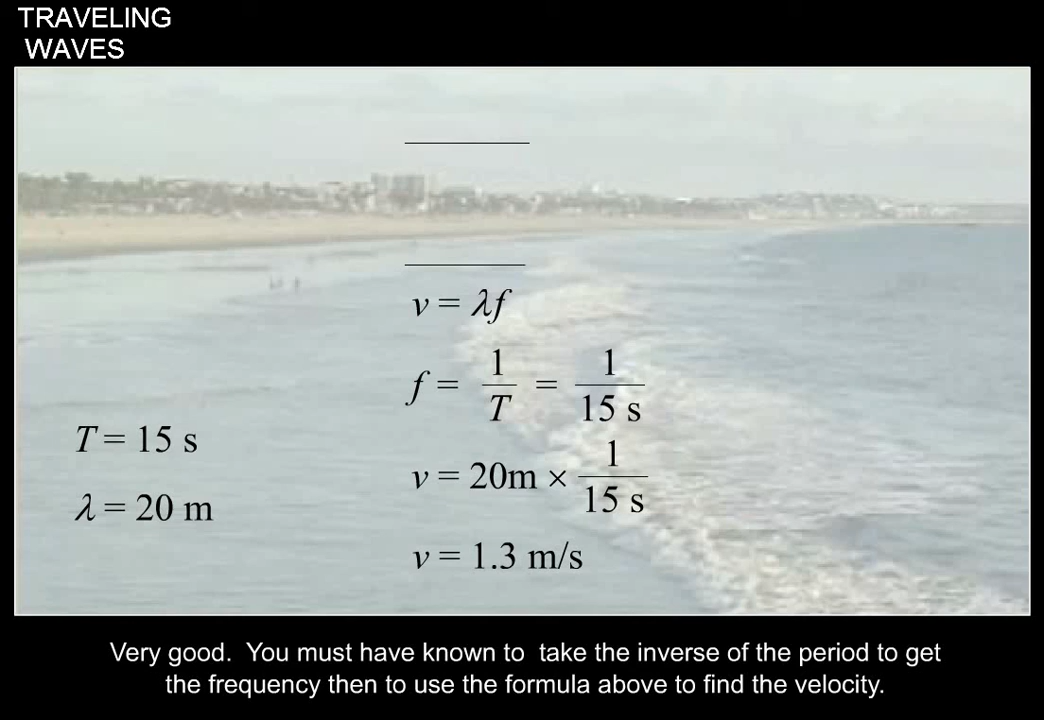 TRAVELING
WAVES
v = λf
f = 1/T = 1/15 s
T = 15 s
v = 20m × 1/15 s
λ = 20 m
v = 1.3 m/s
Very good. You must have known to take the inverse of the period to get
the frequency then to use the formula above to find the velocity.